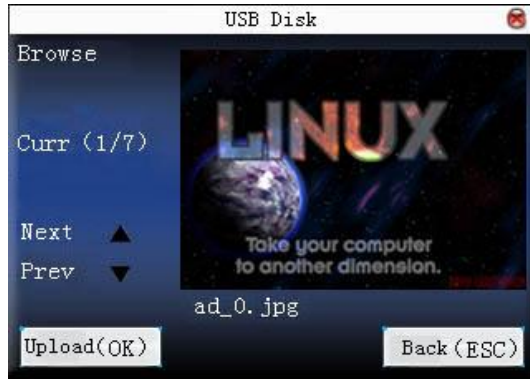 USB Disk
Browse
Curr (1/7)
Next
Prev
LINUX
Take your computer
to another dimension.
ad_0.jpg
Upload(OK)
Back(ESC)